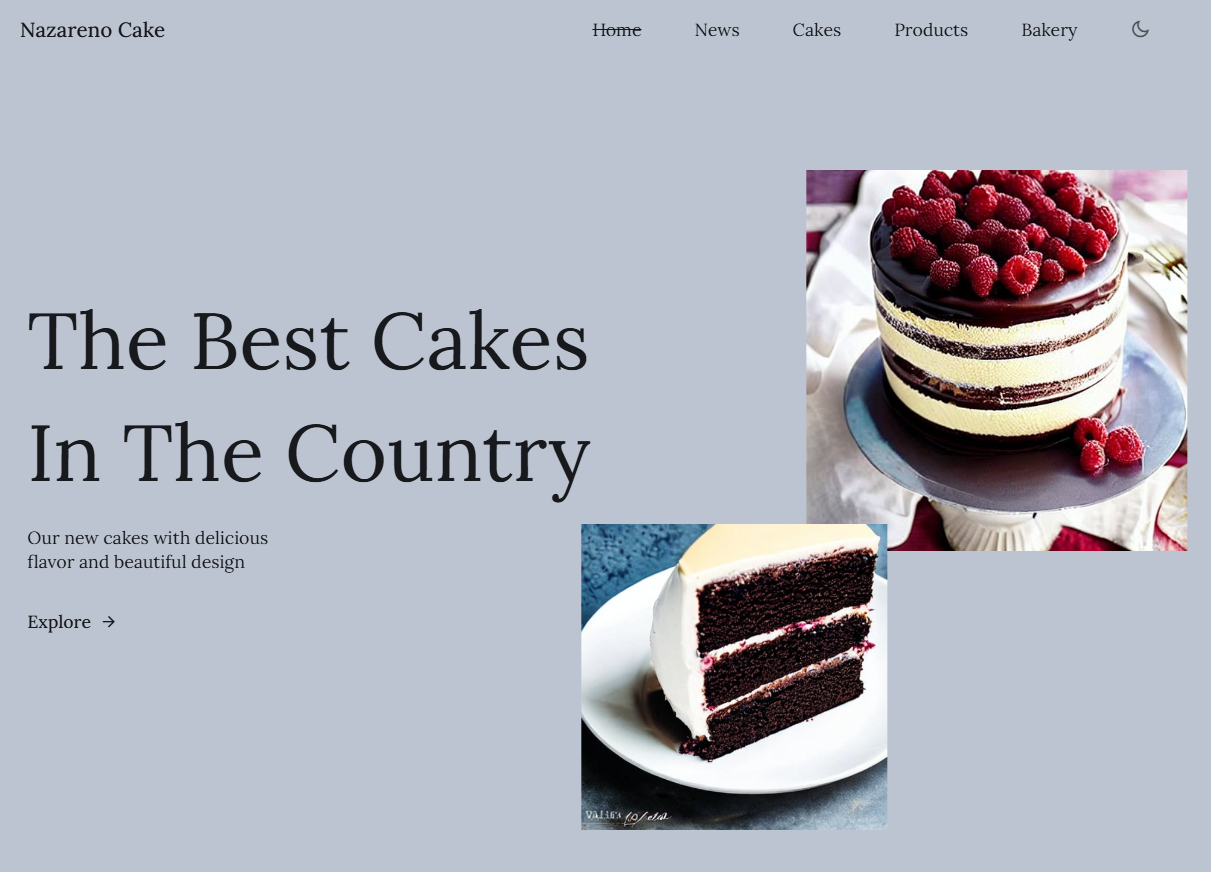 Nazareno Cake
Home
News
Cakes
Products
Bakery
The Best Cakes
In The Country
Our new cakes with delicious
flavor and beautiful design
Explore